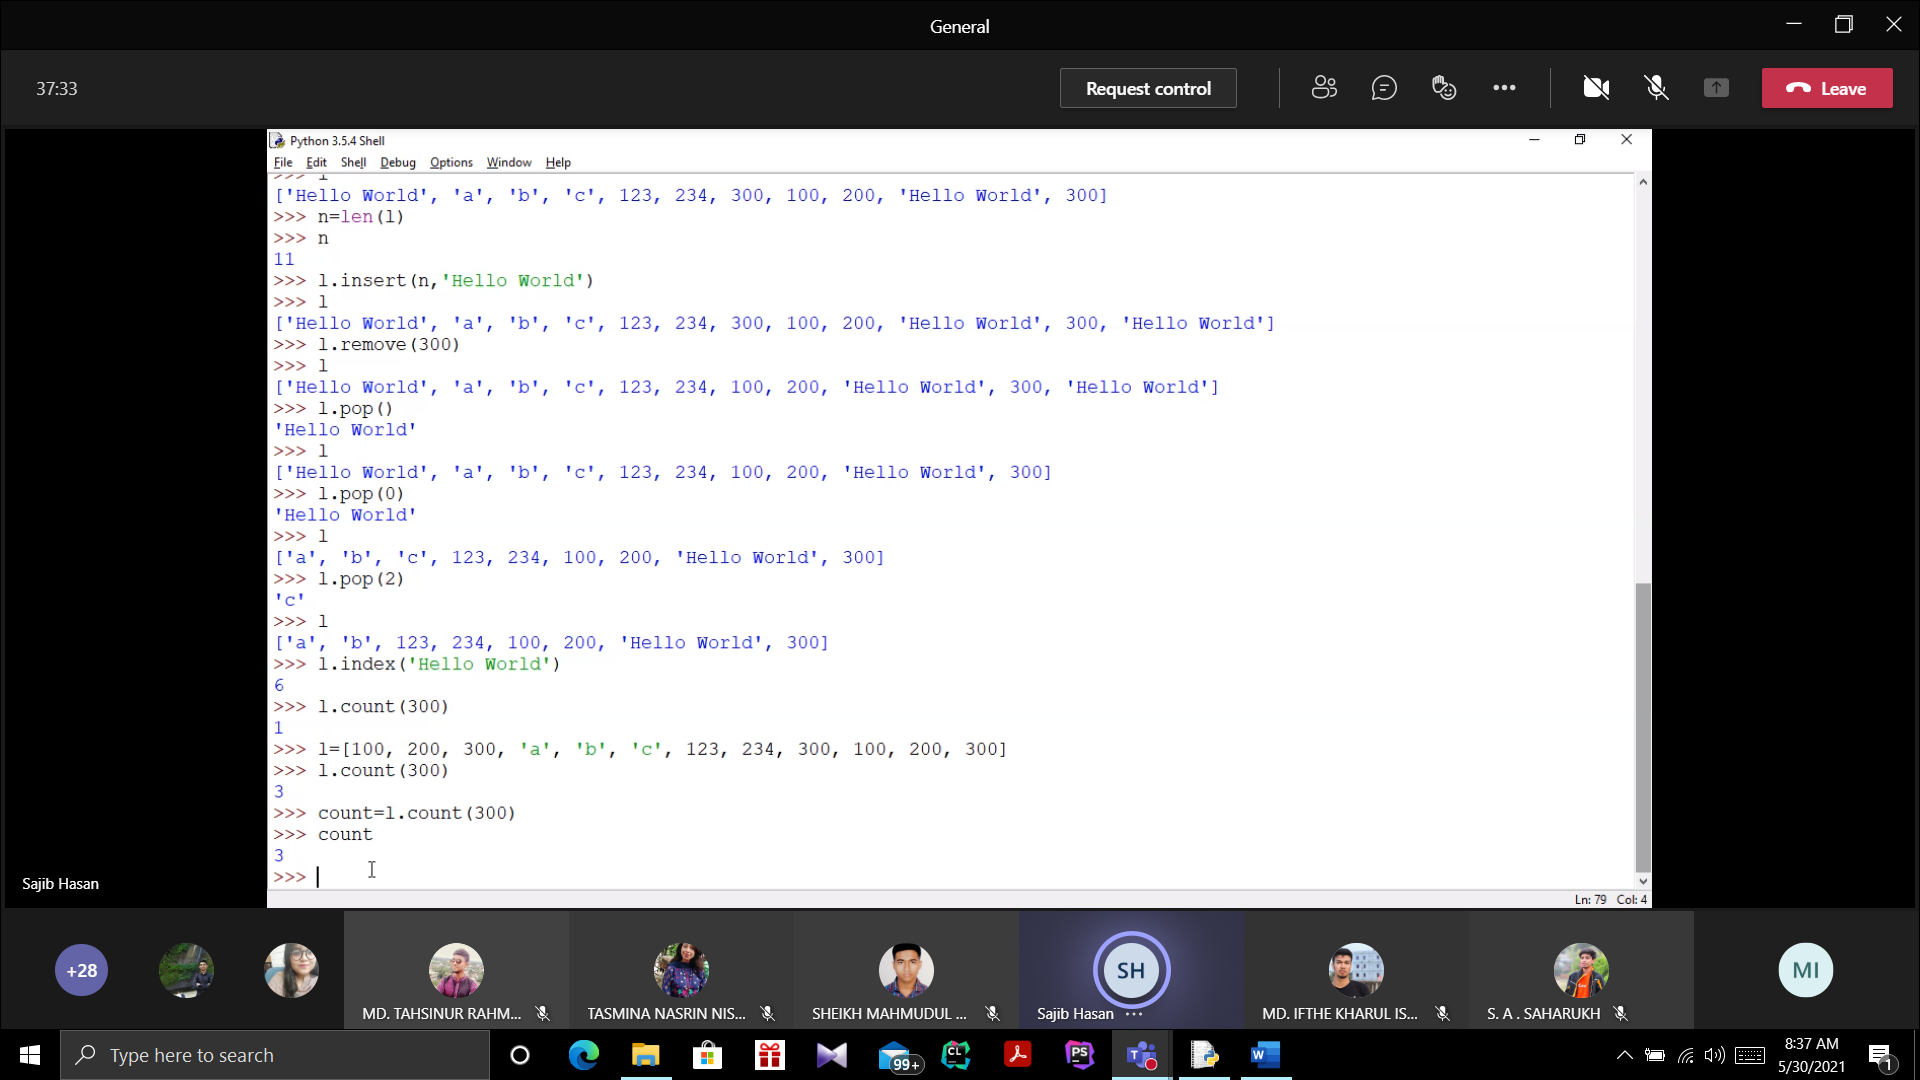 General
37:33
Request control
Leave
Python 3.5.4 Shell
File Edit Shell Debug Options Window Help
>>> l
['Hello World', 'a', 'b', 'c', 123, 234, 300, 100, 200, 'Hello World', 300]
>>> n=len(l)
>>> n
11
>>> l.insert(n,'Hello World')
>>> l
['Hello World', 'a', 'b', 'c', 123, 234, 300, 100, 200, 'Hello World', 300, 'Hello World']
>>> l.remove(300)
>>> l
['Hello World', 'a', 'b', 'c', 123, 234, 100, 200, 'Hello World', 300, 'Hello World']
>>> l.pop()
'Hello World'
>>> l
['Hello World', 'a', 'b', 'c', 123, 234, 100, 200, 'Hello World', 300]
>>> l.pop(0)
'Hello World'
>>> l
['a', 'b', 'c', 123, 234, 100, 200, 'Hello World', 300]
>>> l.pop(2)
'c'
>>> l
['a', 'b', 123, 234, 100, 200, 'Hello World', 300]
>>> l.index('Hello World')
6
>>> l.count(300)
1
>>> l=[100, 200, 300, 'a', 'b', 'c', 123, 234, 300, 100, 200, 300]
>>> l.count(300)
3
>>> count=l.count(300)
>>> count
3
>>>
Ln: 79 Col: 4
Sajib Hasan
+28
SH
MI
MD. TAHSINUR RAHM...
TASMINA NASRIN NIS...
SHEIKH MAHMUDUL ...
Sajib Hasan ...
MD. IFTHE KHARUL IS...
S. A . SAHARUKH
Type here to search
99+
CL
PS
T
W
8:37 AM
5/30/2021
1